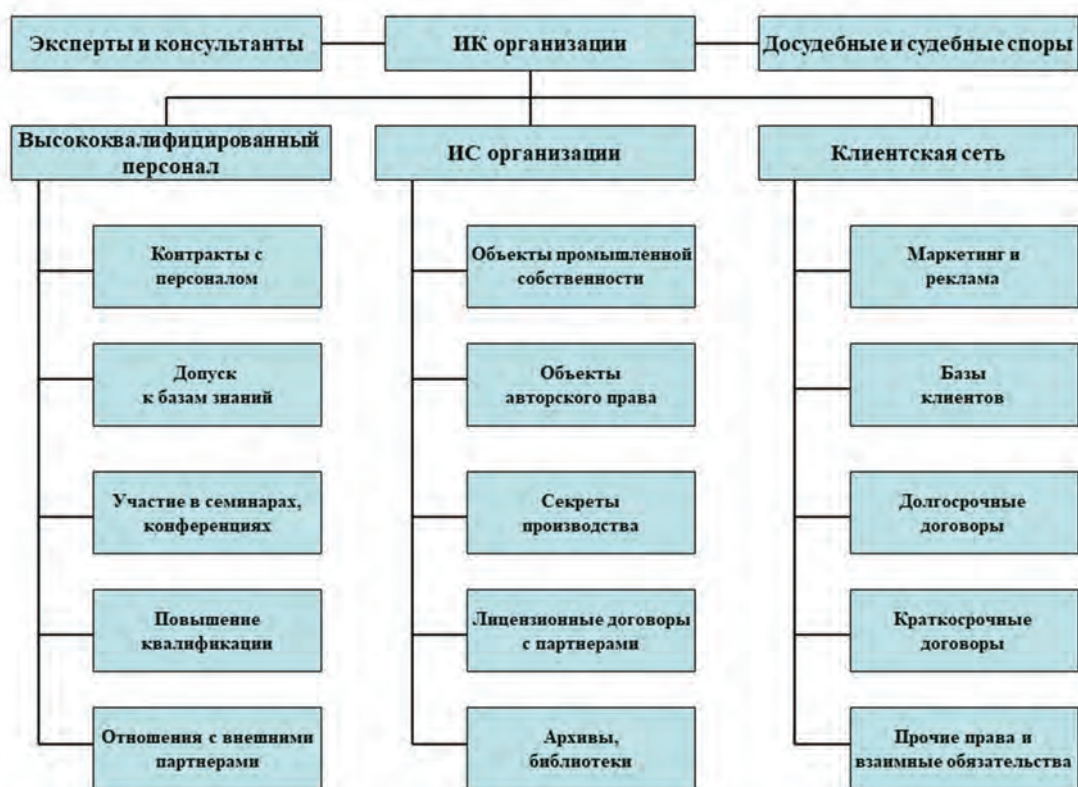 Эксперты и консультанты
ИК организации
Досудебные и судебные споры
Высококвалифицированный
персонал
ИС организации
Клиентская сеть
Контракты с
персоналом
Объекты промышленной
собственности
Маркетинг и
реклама
Допуск
к базам знаний
Объекты
авторского права
Базы
клиентов
Участие в семинарах,
конференциях
Секреты
производства
Долгосрочные
договоры
Повышение
квалификации
Лицензионные договоры
с партнерами
Краткосрочные
договоры
Отношения с внешними
партнерами
Архивы,
библиотеки
Прочие права и
взаимные обязательства